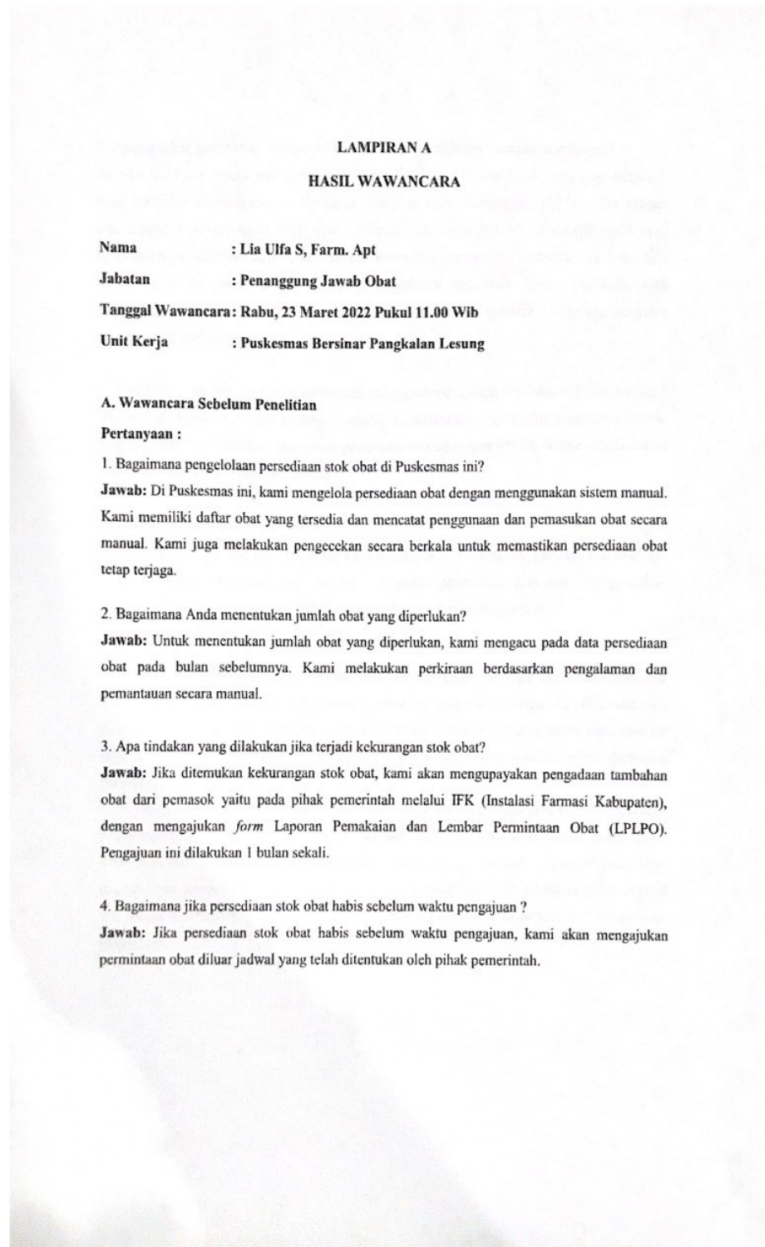 LAMPIRAN A
HASIL WAWANCARA
Nama : Lia Ulfa S, Farm. Apt
Jabatan : Penanggung Jawab Obat
Tanggal Wawancara: Rabu, 23 Maret 2022 Pukul 11.00 Wib
Unit Kerja : Puskesmas Bersinar Pangkalan Lesung
A. Wawancara Sebelum Penelitian
Pertanyaan :
1. Bagaimana pengelolaan persediaan stok obat di Puskesmas ini?
Jawab: Di Puskesmas ini, kami mengelola persediaan obat dengan menggunakan sistem manual.
Kami memiliki daftar obat yang tersedia dan mencatat penggunaan dan pemasukan obat secara
manual. Kami juga melakukan pengecekan secara berkala untuk memastikan persediaan obat
tetap terjaga.
2. Bagaimana Anda menentukan jumlah obat yang diperlukan?
Jawab: Untuk menentukan jumlah obat yang diperlukan, kami mengacu pada data persediaan
obat pada bulan sebelumnya. Kami melakukan perkiraan berdasarkan pengalaman dan
pemantauan secara manual.
3. Apa tindakan yang dilakukan jika terjadi kekurangan stok obat?
Jawab: Jika ditemukan kekurangan stok obat, kami akan mengupayakan pengadaan tambahan
obat dari pemasok yaitu pada pihak pemerintah melalui IFK (Instalasi Farmasi Kabupaten),
dengan mengajukan form Laporan Pemakaian dan Lembar Permintaan Obat (LPLPO).
Pengajuan ini dilakukan 1 bulan sekali.
4. Bagaimana jika persediaan stok obat habis sebelum waktu pengajuan ?
Jawab: Jika persediaan stok obat habis sebelum waktu pengajuan, kami akan mengajukan
permintaan obat diluar jadwal yang telah ditentukan oleh pihak pemerintah.